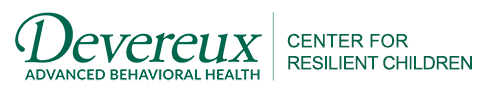 Devereux
ADVANCED BEHAVIORAL HEALTH
CENTER FOR
RESILIENT CHILDREN